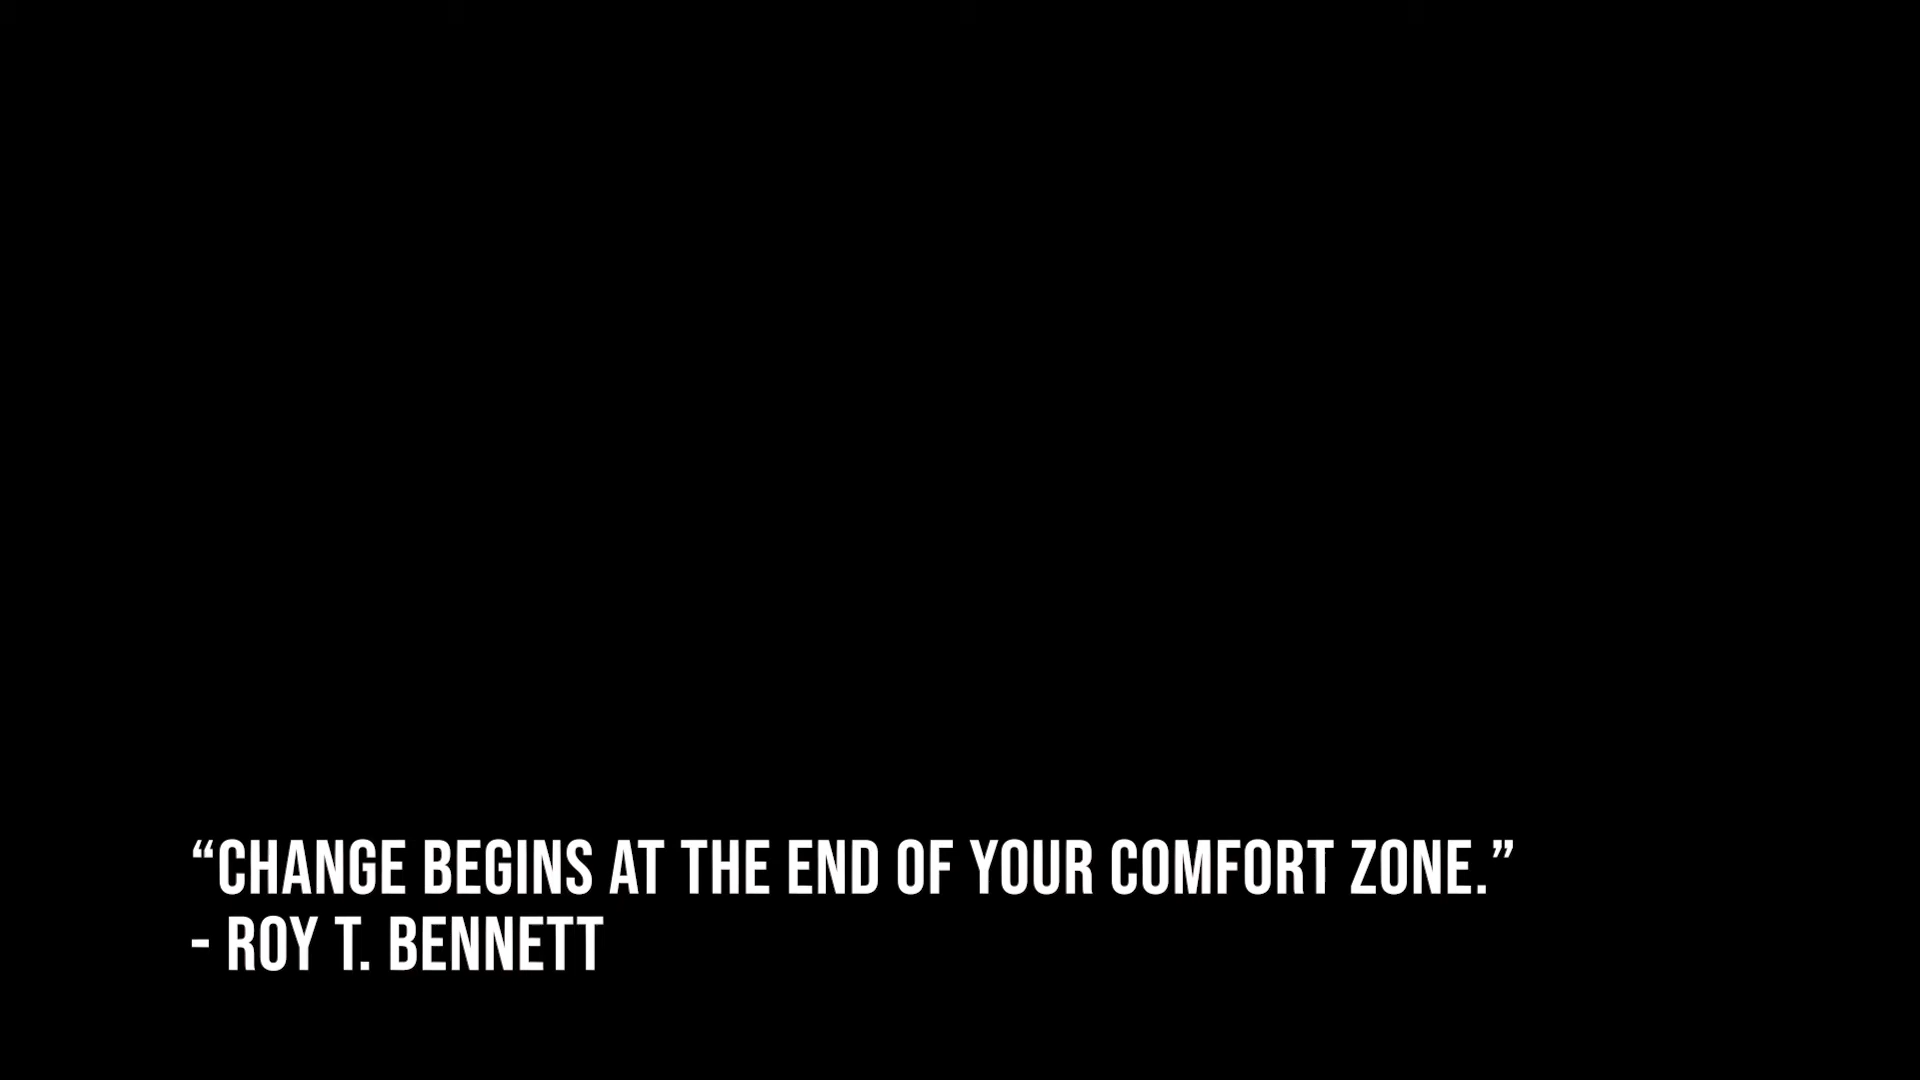 “CHANGE BEGINS AT THE END OF YOUR COMFORT ZONE.”
- ROY T. BENNETT